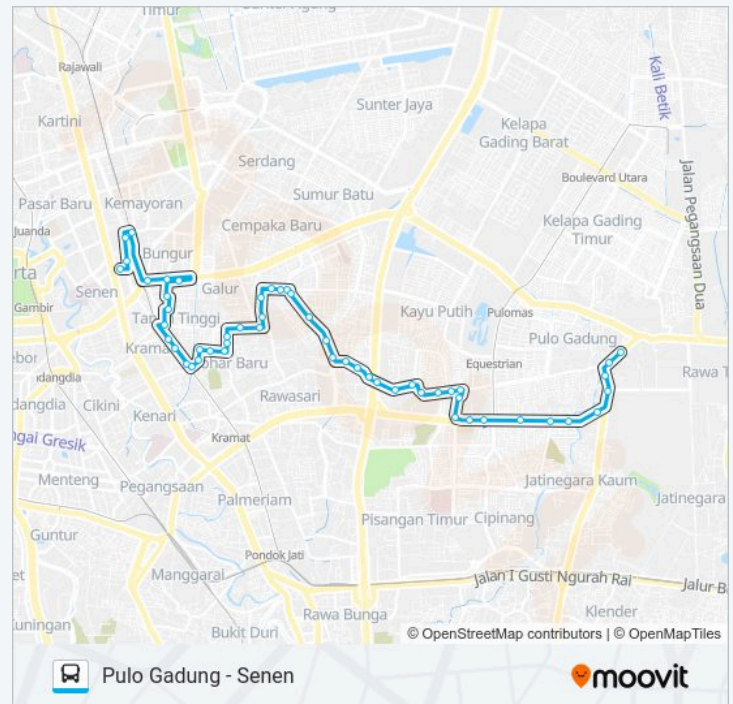 Timur
Rajawali
Sunter Jaya
Kali Betik
Kartini
Kelapa
Gading Barat
Serdang
Boulevard Utara
Jalan Pegangsaan Dua
Sumur Batu
Pasar Baru
Kemayoran
Cempaka Baru
Kelapa Gading
Timur
Juanda
Bungur
rta
Senen
Galur
Gambir
Kayu Putih
Pulomas
Tanah Tinggi
Pulo Gadung
Kramat
Johar Baru
Equestrian
Rawa T
idangdia
dangdia
Cikini
Rawasari
Kenari
ngai Gresik
Kramat
Menteng
Pegangsaan
Jatinegara Kaum
Palmeriam
Jatinegara
Pisangan Timur
Cipinang
Guntur
Pondok Jati
et
Manggarai
Jalan I Gusti Ngurah Rai
Jalur B
Klender
Rawa Bunga
Kuningan
Bukit Duri
© OpenStreetMap contributors | © OpenMapTiles
Pulo Gadung - Senen
moovit